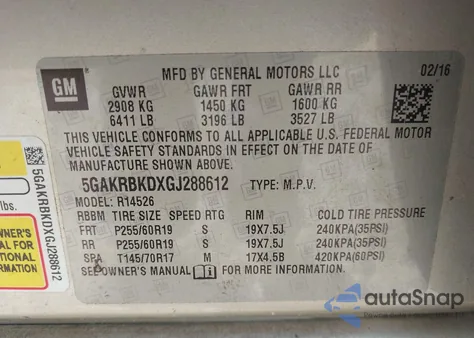 GM
MFD BY GENERAL MOTORS LLC
02/16
GVWR GAWR FRT GAWR RR
2908 KG 1450 KG 1600 KG
6411 LB 3196 LB 3527 LB
THIS VEHICLE CONFORMS TO ALL APPLICABLE U.S. FEDERAL MOTOR
VEHICLE SAFETY STANDARDS IN EFFECT ON THE DATE OF
MANUFACTURE SHOWN ABOVE.
5GAKRBKDXGJ288612 TYPE: M.P.V.
MODEL: R14526
RBBM TIRE SIZE SPEED RTG RIM COLD TIRE PRESSURE
FRT P255/60R19 S 19X7.5J 240KPA(35PSI)
RR P255/60R19 S 19X7.5J 240KPA(35PSI)
SPA T145/70R17 M 17X4.5B 420KPA(60PSI)
SEE OWNER'S MANUAL
5GAKRBKDXGJ288612
lbs.
OWNER'S
FOR
MATION
autoSnap